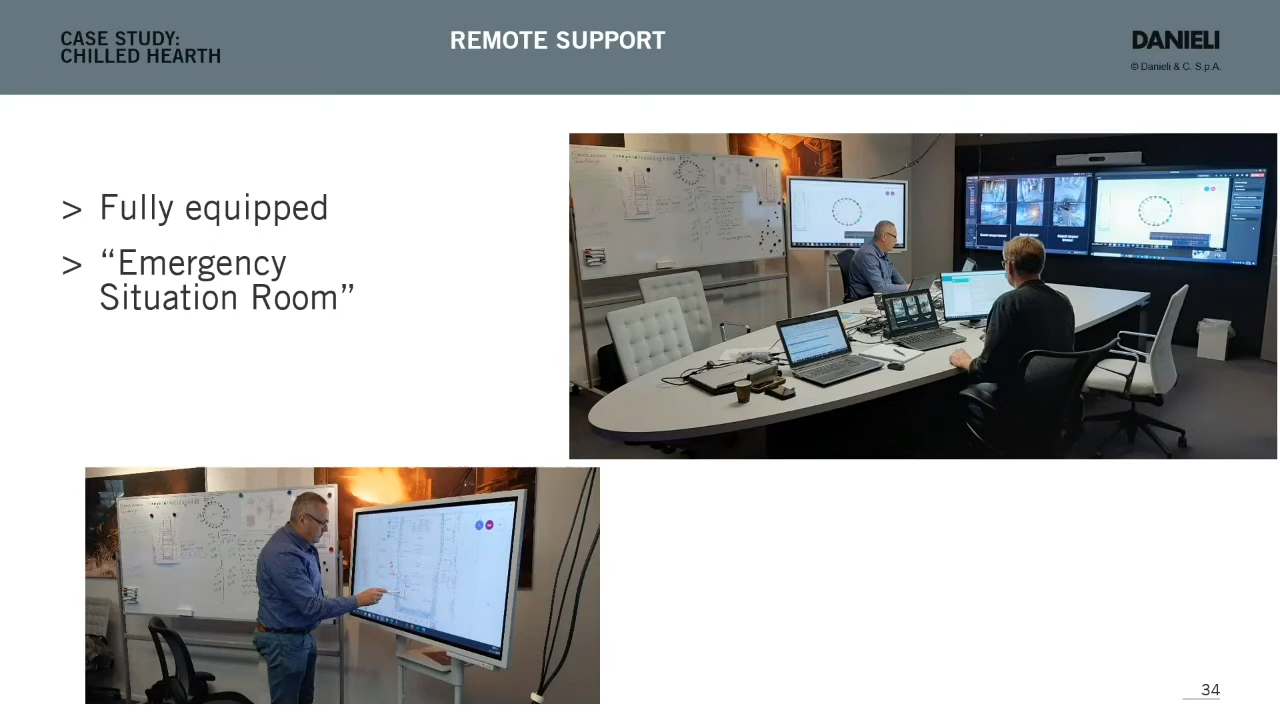 CASE STUDY:
CHILLED HEARTH
REMOTE SUPPORT
DANIELI
© Danieli & C. S.p.A.
> Fully equipped
> “Emergency
Situation Room”
34